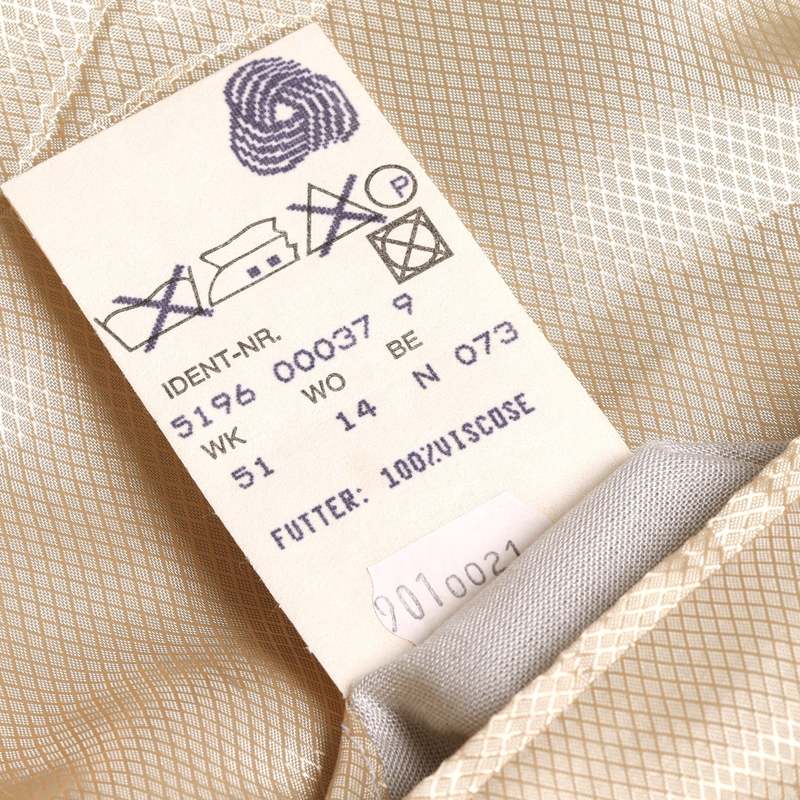 P
IDENT-NR.
5196 00037 9
WK WO BE
51 14 N 073
FUTTER: 100%VISCOSE
9010021